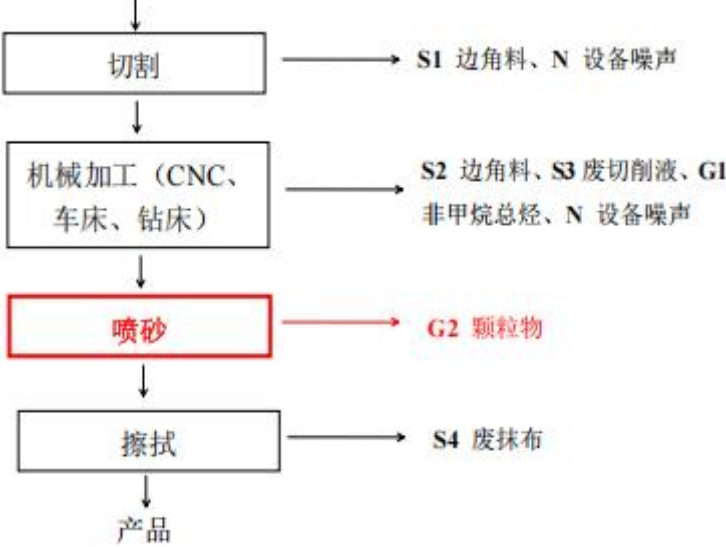 切割
S1 边角料、N 设备噪声
机械加工（CNC、
车床、钻床）
S2 边角料、S3 废切削液、G1
非甲烷总烃、N 设备噪声
喷砂
G2 颗粒物
擦拭
S4 废抹布
产品